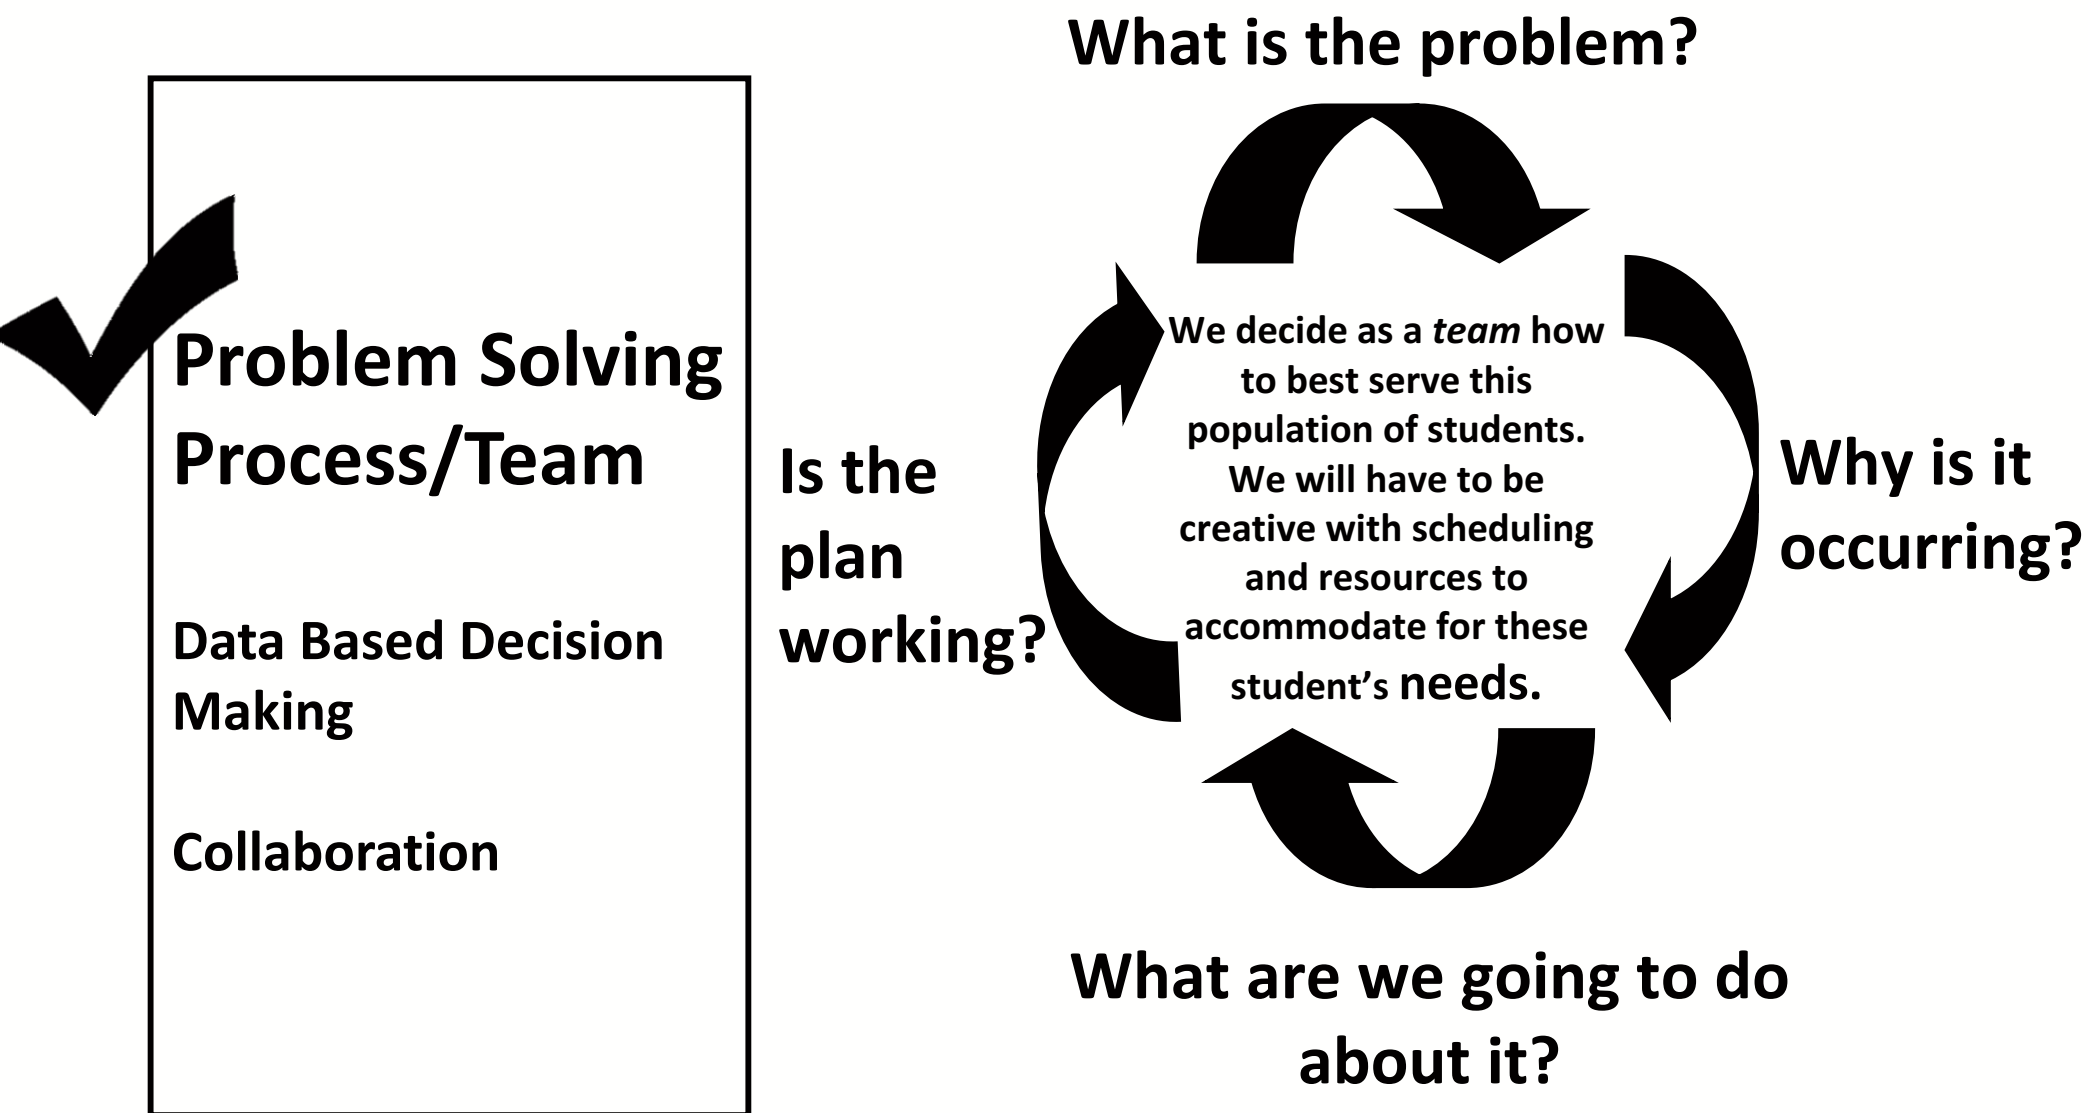 Problem Solving
Process/Team
Data Based Decision
Making
Collaboration
What is the problem?
Why is it
occurring?
What are we going to do
about it?
Is the
plan
working?
We decide as a team how
to best serve this
population of students.
We will have to be
creative with scheduling
and resources to
accommodate for these
student’s needs.